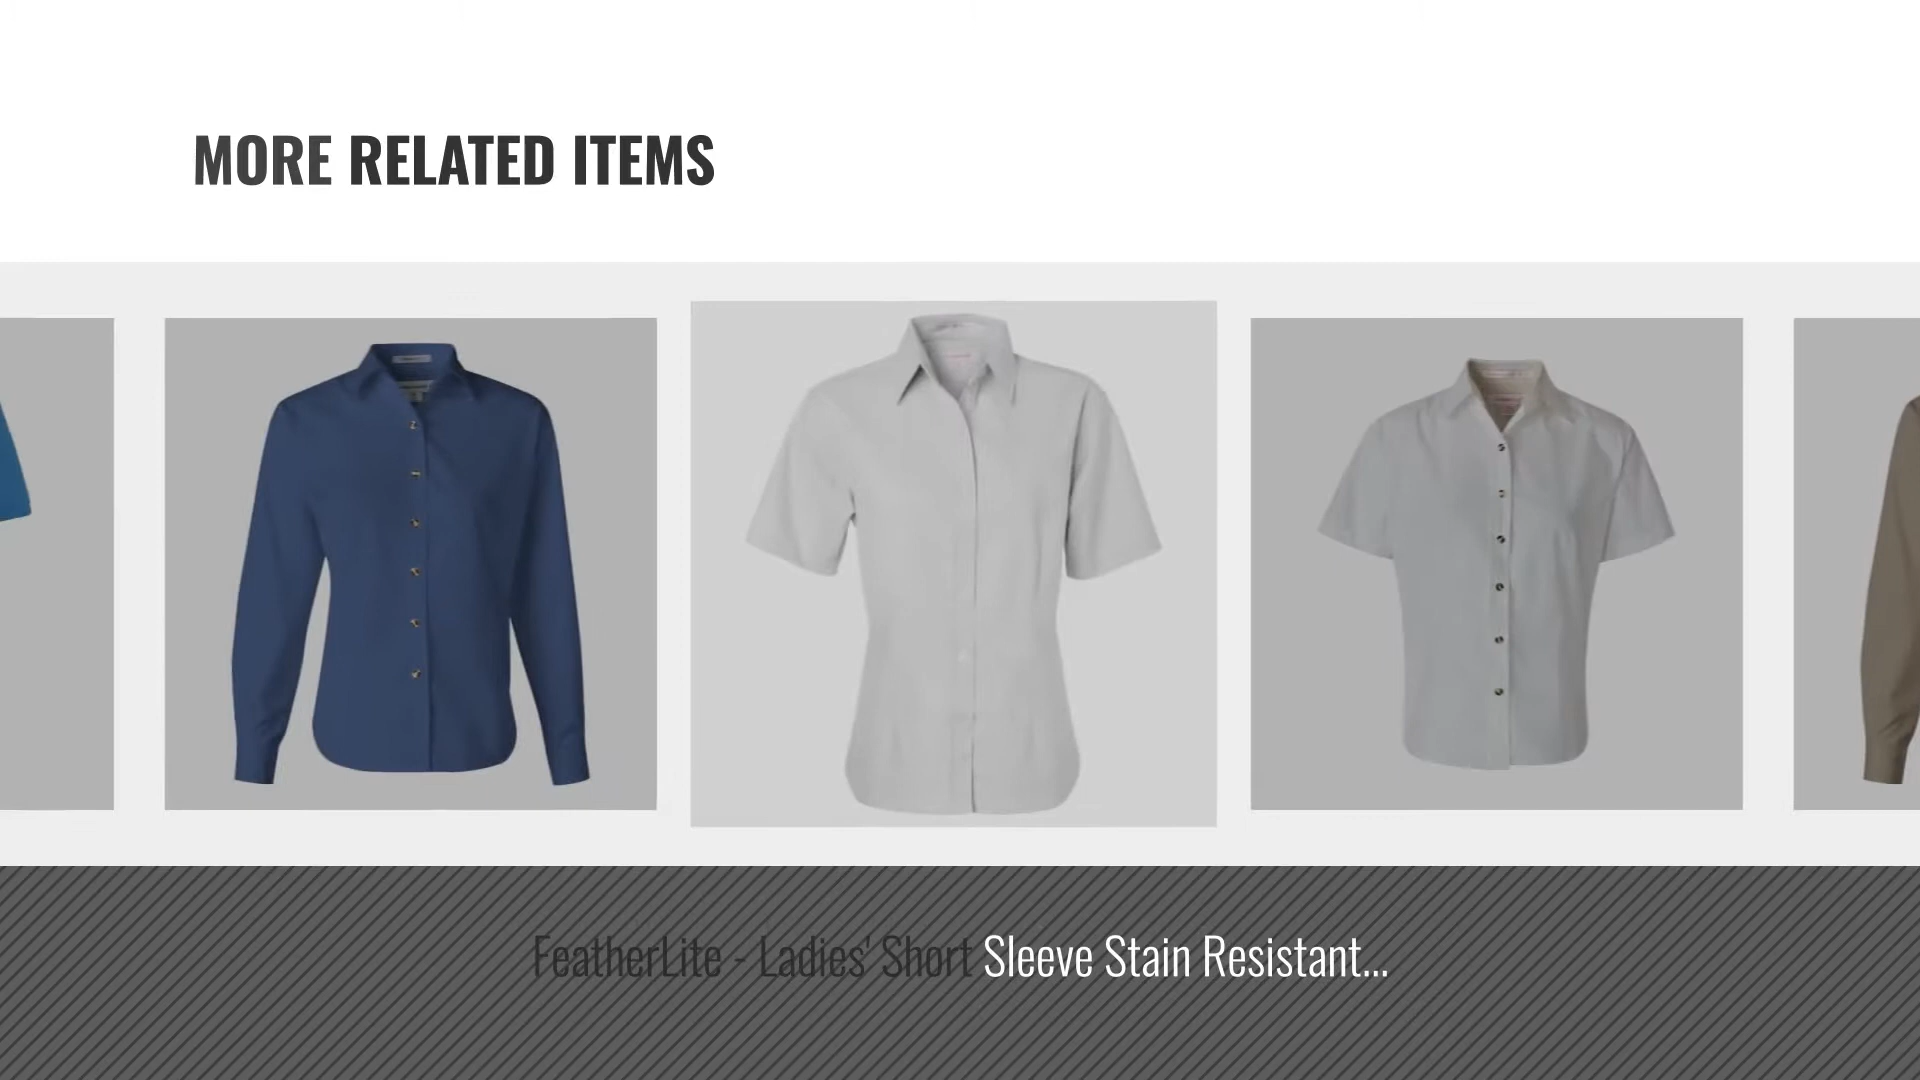 MORE RELATED ITEMS
FeatherLite - Ladies' Short Sleeve Stain Resistant...